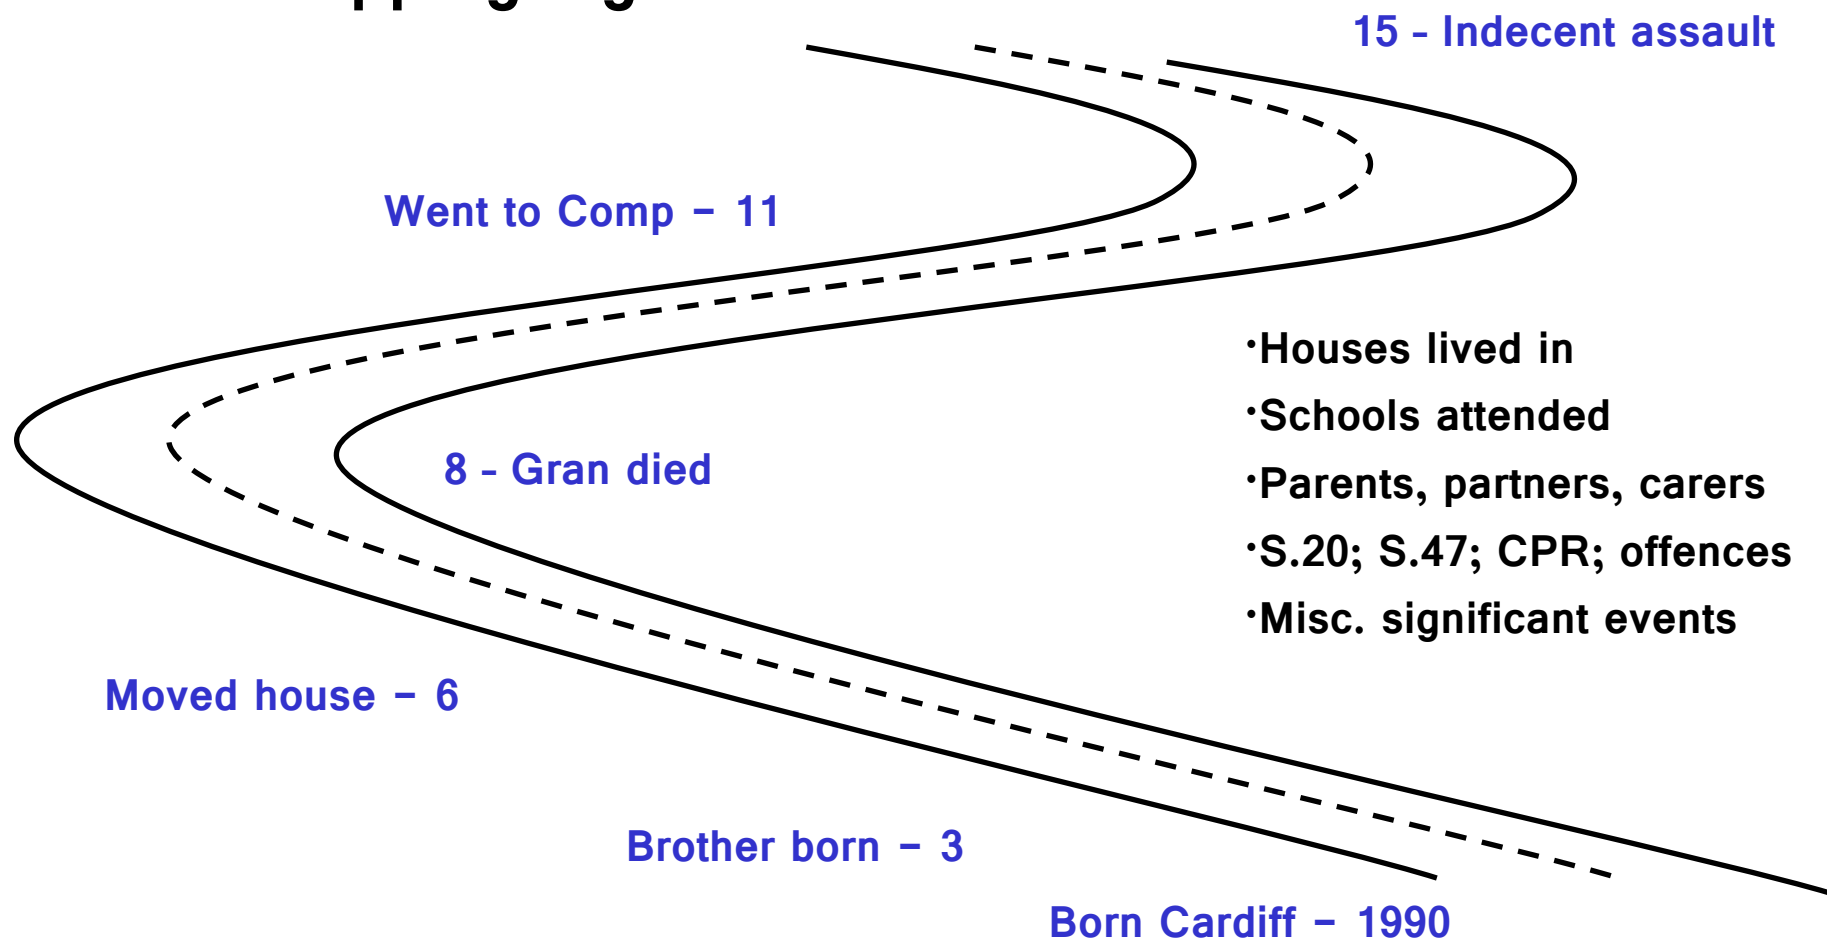 15 - Indecent assault
Went to Comp – 11
·Houses lived in
·Schools attended
8 - Gran died
·Parents, partners, carers
·S.20; S.47; CPR; offences
·Misc. significant events
Moved house – 6
Brother born – 3
Born Cardiff – 1990